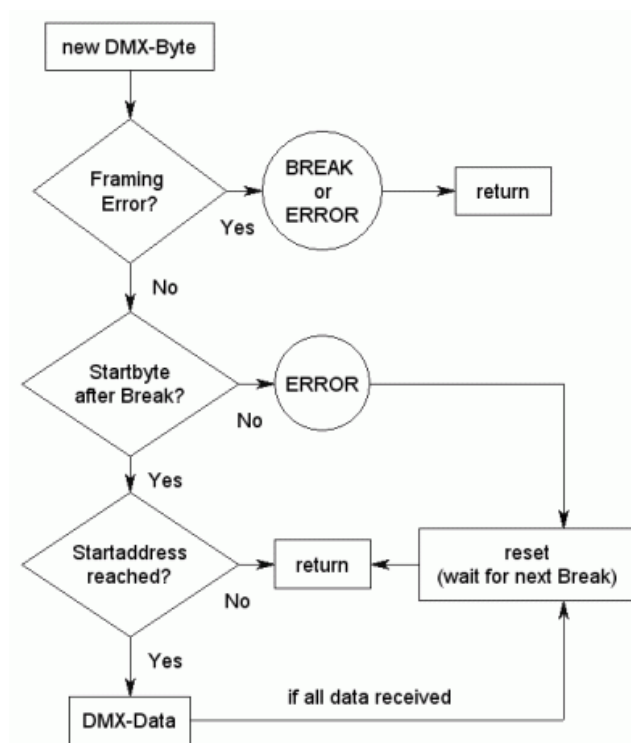 new DMX-Byte
Framing
Error?
Yes
BREAK
or
ERROR
return
No
Startbyte
after Break?
No
ERROR
Yes
Startaddress
reached?
No
return
reset
(wait for next Break)
Yes
DMX-Data
if all data received